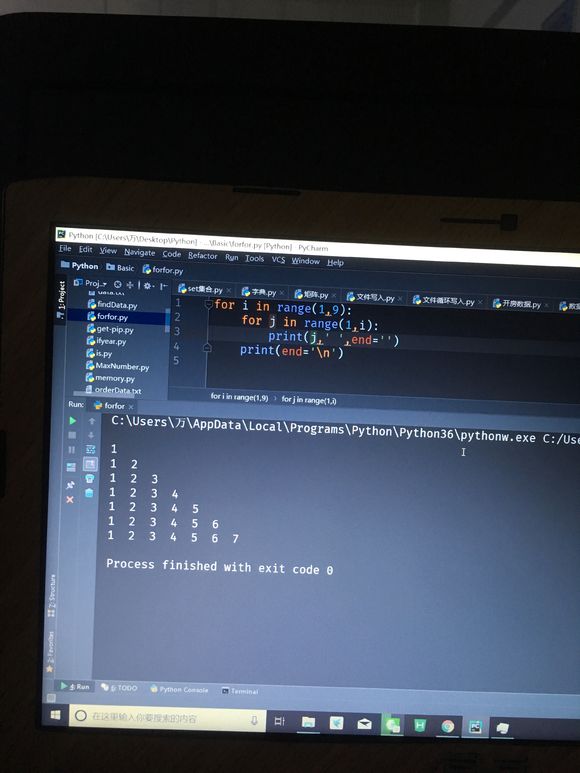 Python [C:\Users\万\Desktop\Python] - ...\Basic\forfor.py [Python] - PyCharm
File Edit View Navigate Code Refactor Run Tools VCS Window Help
Python Basic forfor.py
1: Project
Proj..
set集合.py 字典.py 矩阵.py 文件写入.py 文件循环写入.py 开房数据.py 数据
data.txt
findData.py
forfor.py
get-pip.py
ifyear.py
is.py
MaxNumber.py
memory.py
orderData.txt
1 for i in range(1,9):
2 for j in range(1,i):
3 print(j,' ',end='')
4 print(end='\n')
5
for i in range(1,9) for j in range(1,i)
Run: forfor
C:\Users\万\AppData\Local\Programs\Python\Python36\pythonw.exe C:/Use
1
1 2
1 2 3
1 2 3 4
1 2 3 4 5
1 2 3 4 5 6
1 2 3 4 5 6 7
Process finished with exit code 0
Z: Structure
2: Favorites
4: Run 6: TODO Python Console Terminal
在这里输入你要搜索的内容